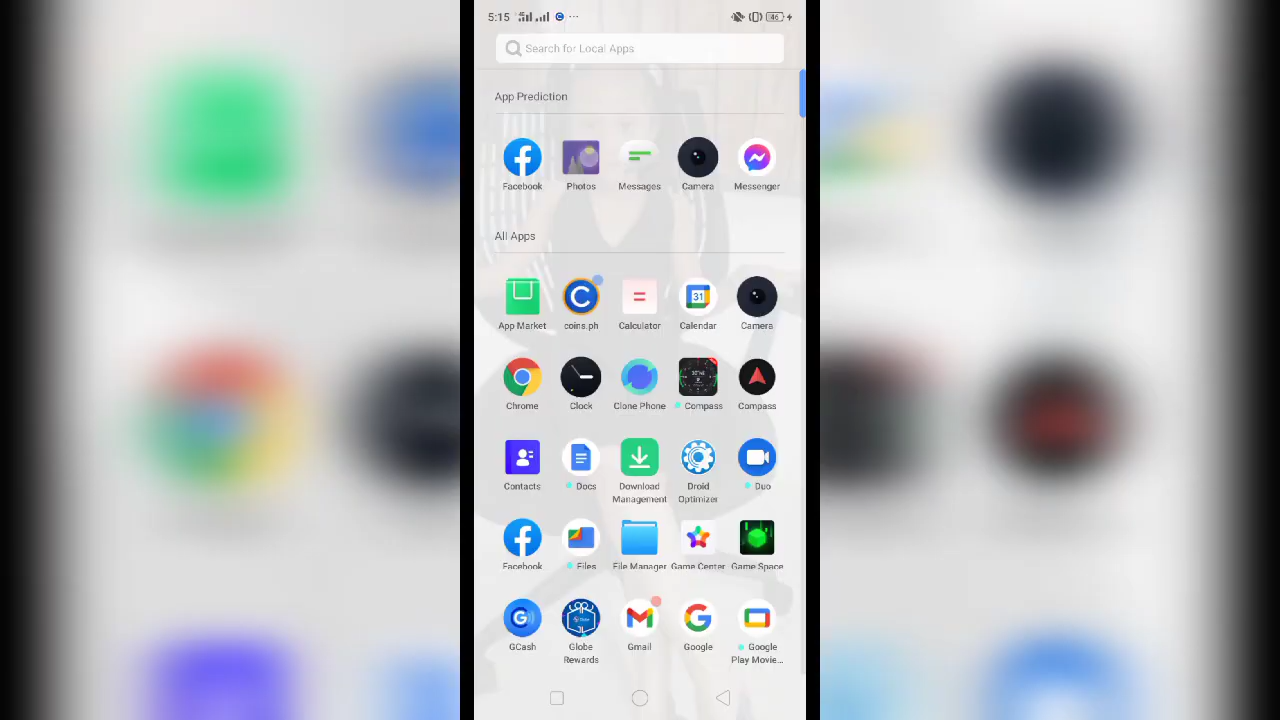 5:15
46
Search for Local Apps
App Prediction
Facebook Photos Messages Camera Messenger
All Apps
31
App Market coins.ph Calculator Calendar Camera
Chrome Clock Clone Phone Compass Compass
Contacts Docs Download Management Droid Optimizer Duo
Facebook Files File Manager Game Center Game Space
GCash Globe Rewards Gmail Google Google Play Movie...